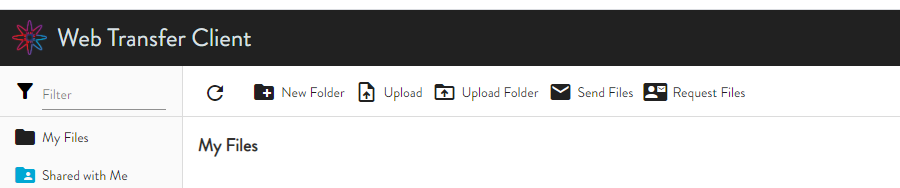 Web Transfer Client
Filter
New Folder
Upload
Upload Folder
Send Files
Request Files
My Files
My Files
Shared with Me